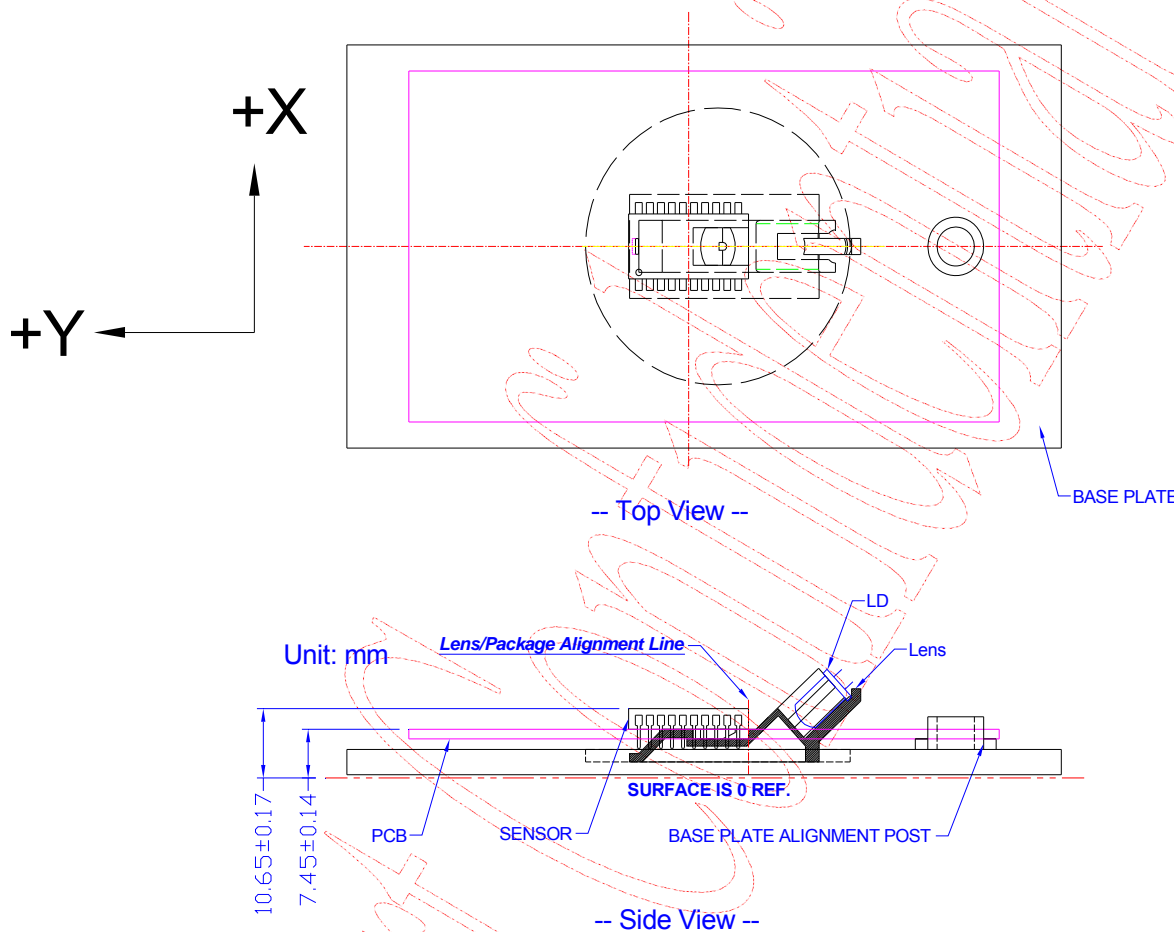 +X
+Y
BASE PLATE
-- Top View --
LD
Lens/Package Alignment Line
Lens
Unit: mm
SURFACE IS 0 REF.
PCB
SENSOR
BASE PLATE ALIGNMENT POST
10.65±0.17
7.45±0.14
-- Side View --